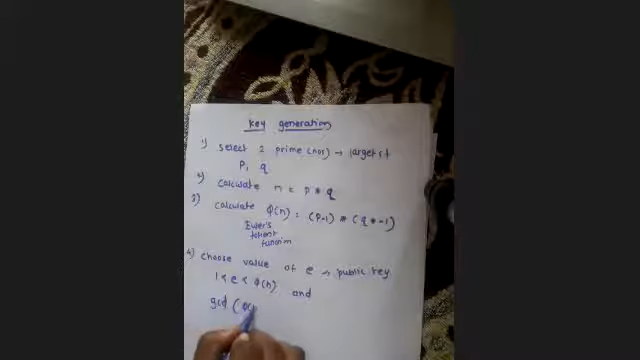 Key generation
1) select 2 prime (nos) → largest
P, q
2) calculate n = P * q
3) calculate Φ(n) = (P-1) * (q * -1)
Euler's
totient
function
4) choose value of e → public key
1 < e < Φ(n) and
gcd (Φ(